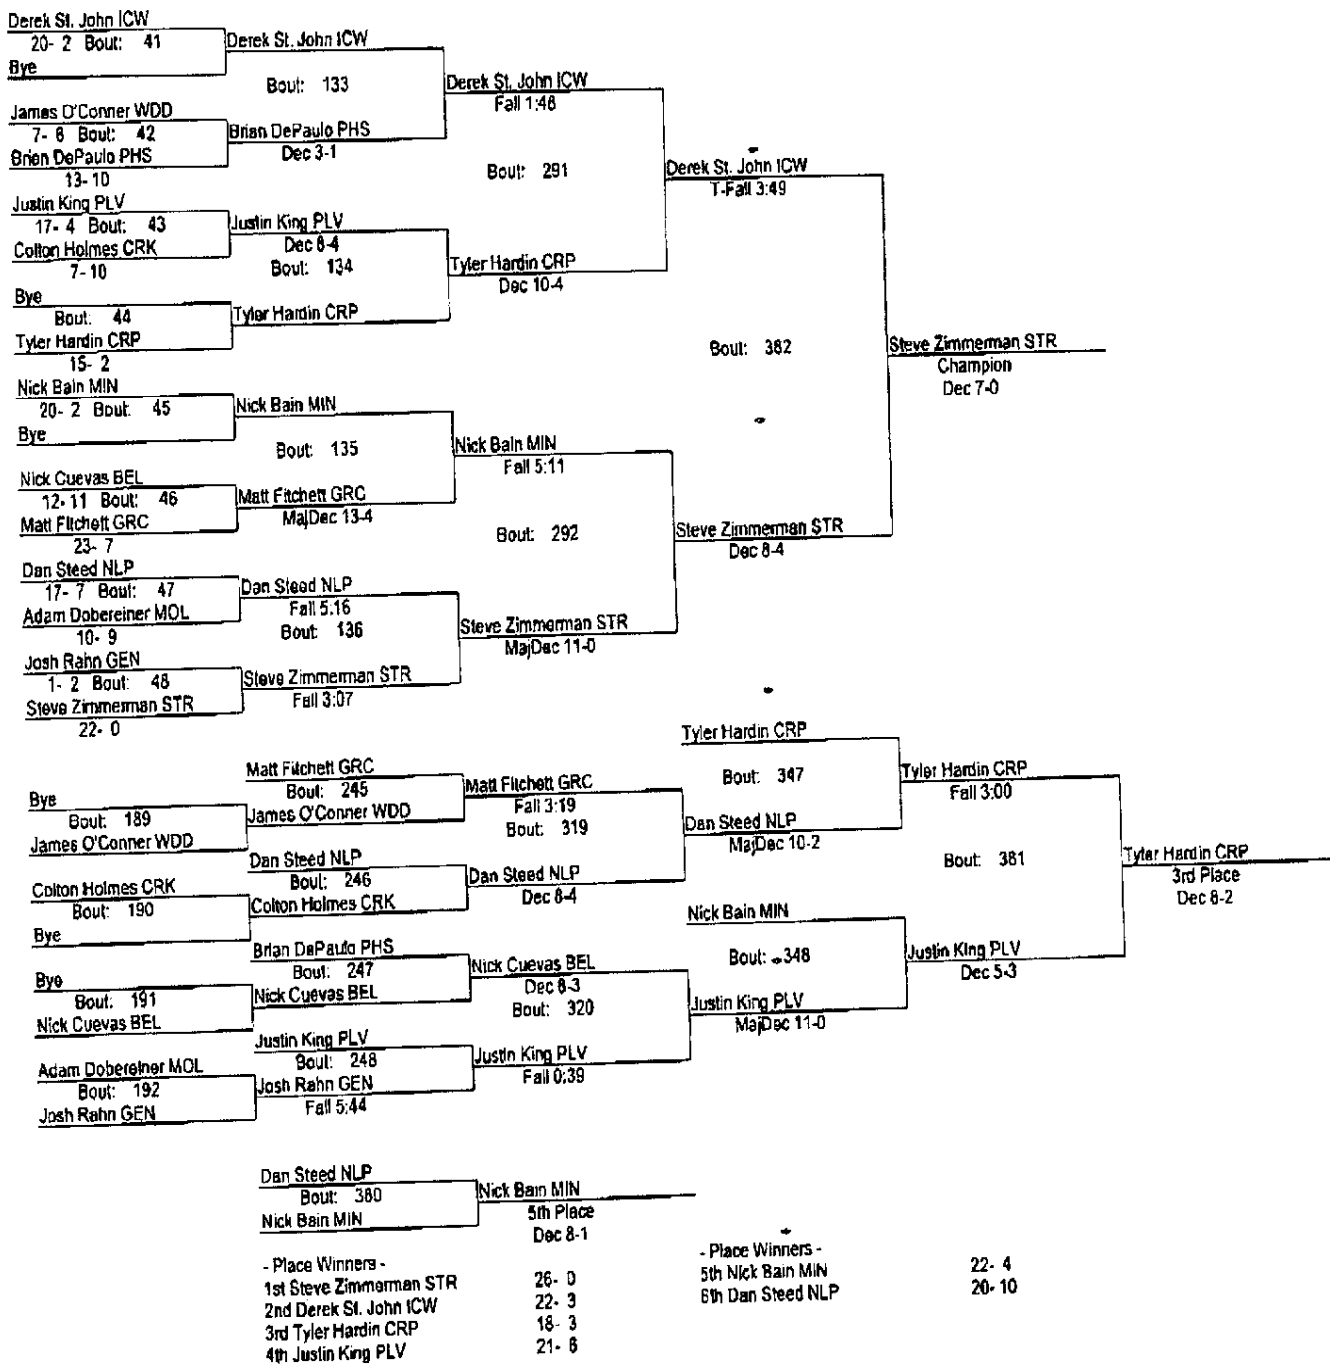 Derek St. John ICW
20- 2 Bout: 41
Bye
Derek St. John ICW
Bout: 133
James O'Conner WDD
7- 6 Bout: 42
Brian DePaulo PHS
13- 10
Brian DePaulo PHS
Dec 3-1
Derek St. John ICW
Fall 1:46
Bout: 291
Justin King PLV
17- 4 Bout: 43
Colton Holmes CRK
7- 10
Justin King PLV
Dec 8-4
Bout: 134
Bye
Bout: 44
Tyler Hardin CRP
15- 2
Tyler Hardin CRP
Tyler Hardin CRP
Dec 10-4
Derek St. John ICW
T-Fall 3:49
Bout: 382
Steve Zimmerman STR
Champion
Dec 7-0
Nick Bain MIN
20- 2 Bout: 45
Bye
Nick Bain MIN
Bout: 135
Nick Cuevas BEL
12- 11 Bout: 46
Matt Fitchett GRC
23- 7
Matt Fitchett GRC
MajDec 13-4
Nick Bain MIN
Fall 5:11
Bout: 292
Dan Steed NLP
17- 7 Bout: 47
Adam Dobereiner MOL
10- 9
Dan Steed NLP
Fall 5:16
Bout: 136
Josh Rahn GEN
1- 2 Bout: 48
Steve Zimmerman STR
22- 0
Steve Zimmerman STR
Fall 3:07
Steve Zimmerman STR
MajDec 11-0
Steve Zimmerman STR
Dec 8-4
Bye
Bout: 189
James O'Conner WDD
Matt Fitchett GRC
Bout: 245
James O'Conner WDD
Matt Fitchett GRC
Fall 3:19
Bout: 319
Colton Holmes CRK
Bout: 190
Bye
Dan Steed NLP
Bout: 246
Colton Holmes CRK
Dan Steed NLP
Dec 8-4
Tyler Hardin CRP
Bout: 347
Dan Steed NLP
MajDec 10-2
Tyler Hardin CRP
Fall 3:00
Bout: 381
Tyler Hardin CRP
3rd Place
Dec 8-2
Bye
Bout: 191
Nick Cuevas BEL
Brian DePaulo PHS
Bout: 247
Nick Cuevas BEL
Nick Cuevas BEL
Dec 8-3
Bout: 320
Adam Dobereiner MOL
Bout: 192
Josh Rahn GEN
Justin King PLV
Bout: 248
Josh Rahn GEN
Fall 5:44
Justin King PLV
Fall 0:39
Nick Bain MIN
Bout: 348
Justin King PLV
MajDec 11-0
Justin King PLV
Dec 5-3
Dan Steed NLP
Bout: 380
Nick Bain MIN
Nick Bain MIN
5th Place
Dec 8-1
- Place Winners -
1st Steve Zimmerman STR 26- 0
2nd Derek St. John ICW 22- 3
3rd Tyler Hardin CRP 18- 3
4th Justin King PLV 21- 6
- Place Winners -
5th Nick Bain MIN 22- 4
6th Dan Steed NLP 20- 10